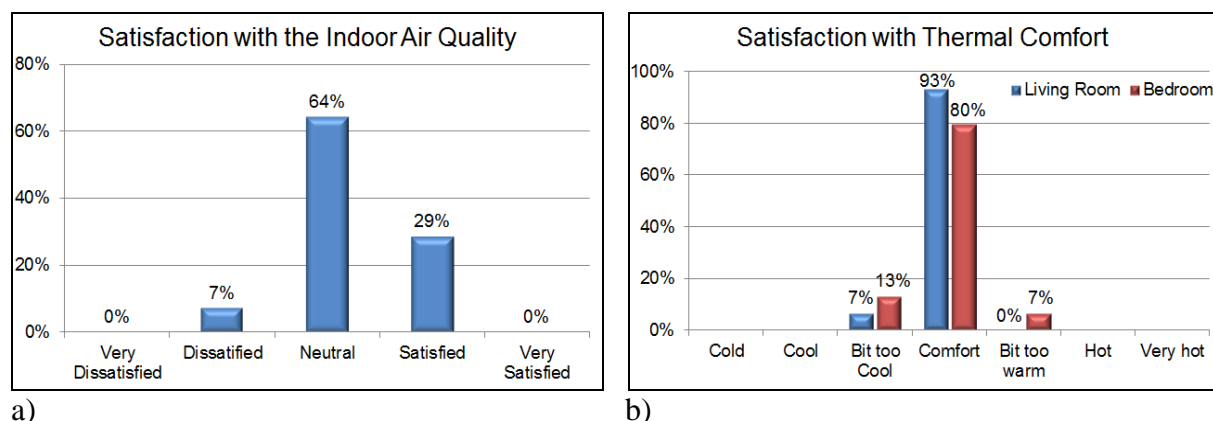 Satisfaction with the Indoor Air Quality
80%
60%
40%
20%
0%
0%
7%
64%
29%
0%
Very Dissatisfied
Dissatified
Neutral
Satisfied
Very Satisfied
a)
Satisfaction with Thermal Comfort
Living Room
Bedroom
100%
80%
60%
40%
20%
0%
7%
13%
93%
80%
0%
7%
Cold
Cool
Bit too Cool
Comfort
Bit too warm
Hot
Very hot
b)